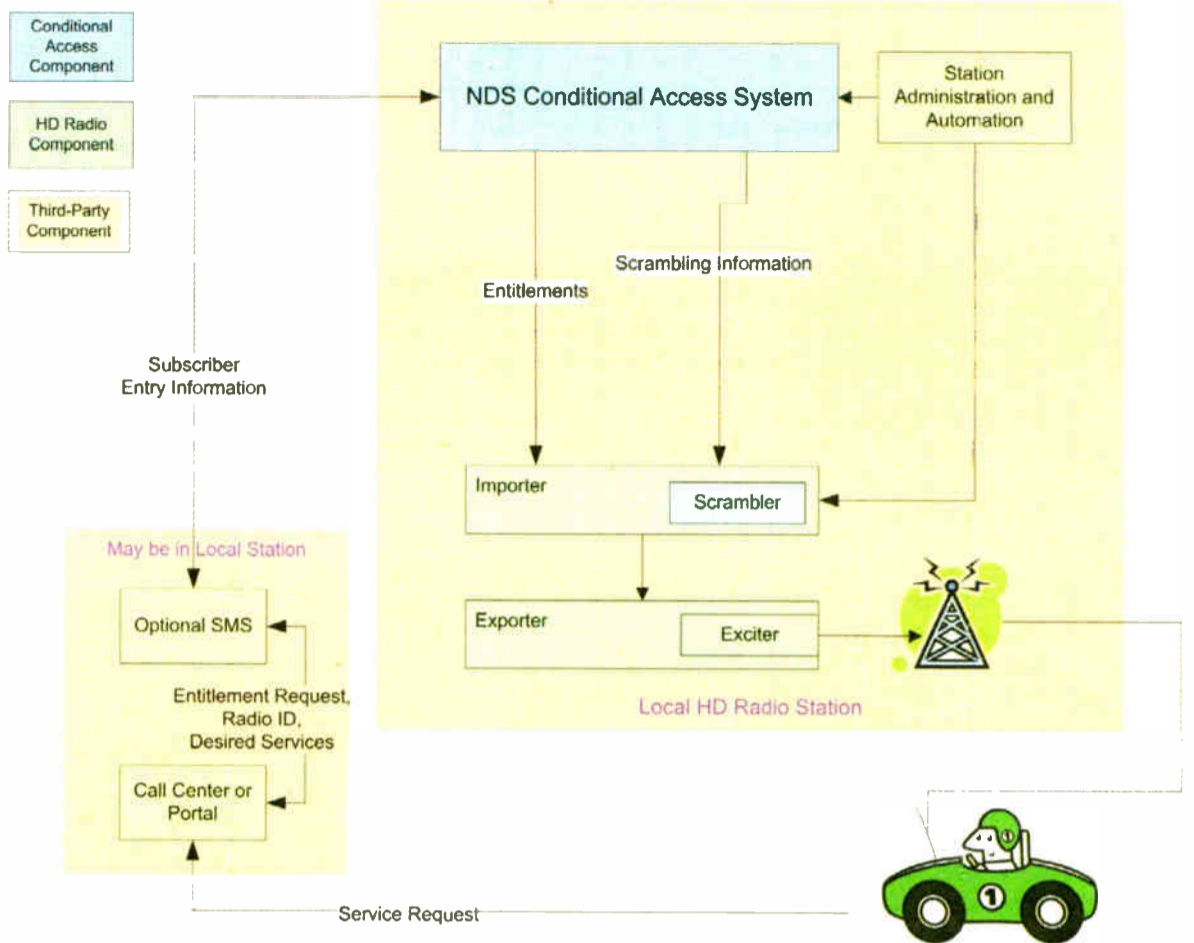 Conditional
Access
Component
HD Radio
Component
Third-Party
Component
NDS Conditional Access System
Station
Administration and
Automation
Scrambling Information
Entitlements
Subscriber
Entry Information
Importer
Scrambler
May be in Local Station
Optional SMS
Exporter
Exciter
Entitlement Request,
Radio ID,
Desired Services
Local HD Radio Station
Call Center or
Portal
1
1
Service Request